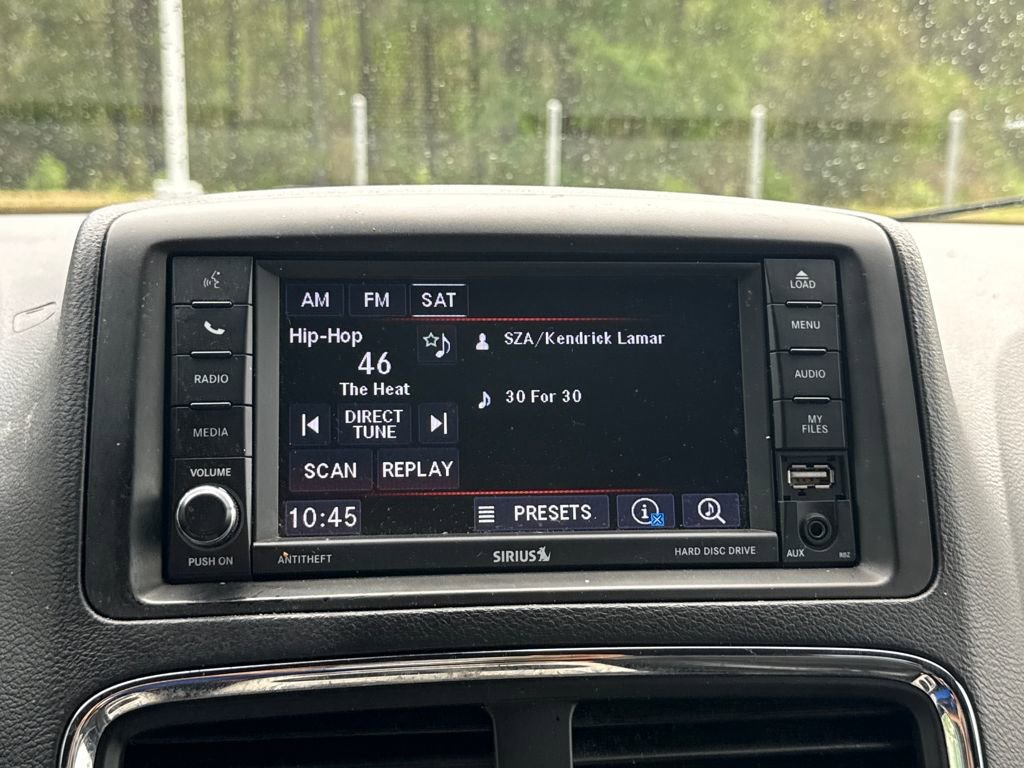 AM FM SAT
Hip-Hop
46
The Heat
DIRECT
TUNE
SCAN REPLAY
10:45
SZA/Kendrick Lamar
30 For 30
PRESETS
i
RADIO
MEDIA
VOLUME
PUSH ON
LOAD
MENU
AUDIO
MY
FILES
AUX
RBZ
ANTITHEFT
SIRIUS
HARD DISC DRIVE